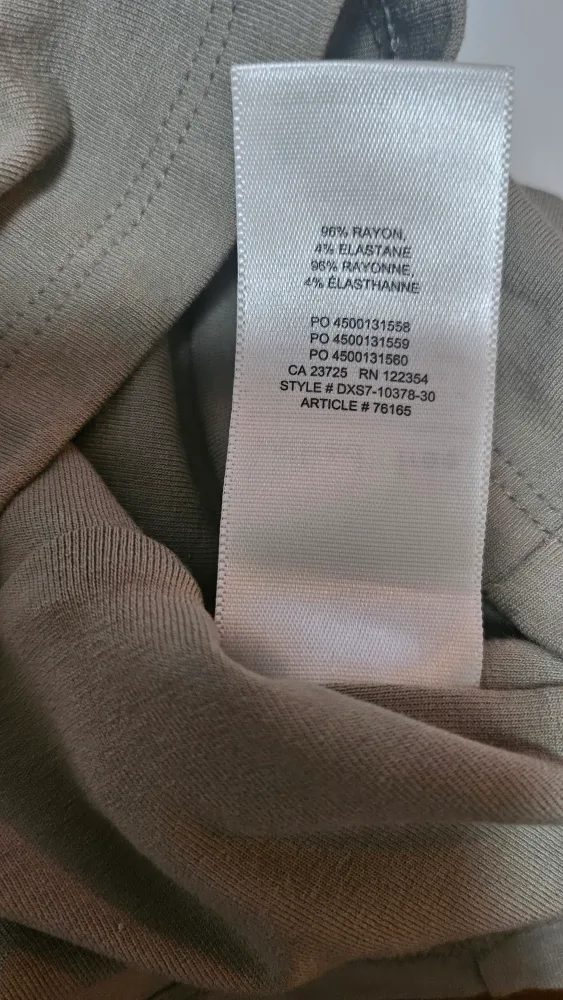 96% RAYON,
4% ELASTANE
96% RAYONNE,
4% ÉLASTHANNE
PO 4500131558
PO 4500131559
PO 4500131560
CA 23725 RN 122354
STYLE # DXS7-10378-30
ARTICLE # 76165